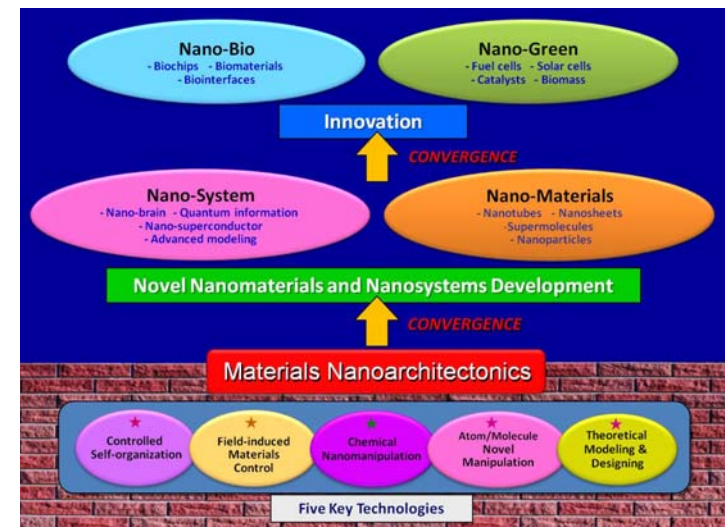 Nano-Bio
- Biochips - Biomaterials
- Biointerfaces
Nano-Green
- Fuel cells - Solar cells
- Catalysts - Biomass
Innovation
CONVERGENCE
Nano-System
- Nano-brain - Quantum information
- Nano-superconductor
- Advanced modeling
Nano-Materials
- Nanotubes - Nanosheets
-Supermolecules
- Nanoparticles
Novel Nanomaterials and Nanosystems Development
CONVERGENCE
Materials Nanoarchitectonics
Controlled
Self-organization
Field-induced
Materials
Control
Chemical
Nanomanipulation
Atom/Molecule
Novel
Manipulation
Theoretical
Modeling &
Designing
Five Key Technologies